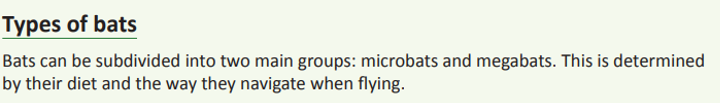 Types of bats
Bats can be subdivided into two main groups: microbats and megabats. This is determined
by their diet and the way they navigate when flying.